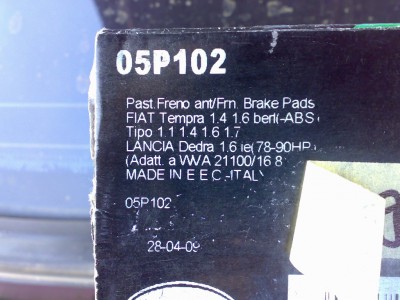 05P102
Past.Freno ant/Frn. Brake Pads
FIAT Tempra 1.4 1.6 berl(-ABS
Tipo 1.1 1.4 1.6 1.7
LANCIA Dedra 1.6 ie(78-90HP)
(Adatt. a WVA 21100/16.8
MADE IN E.E.C.-ITALY
05P102
28-04-09